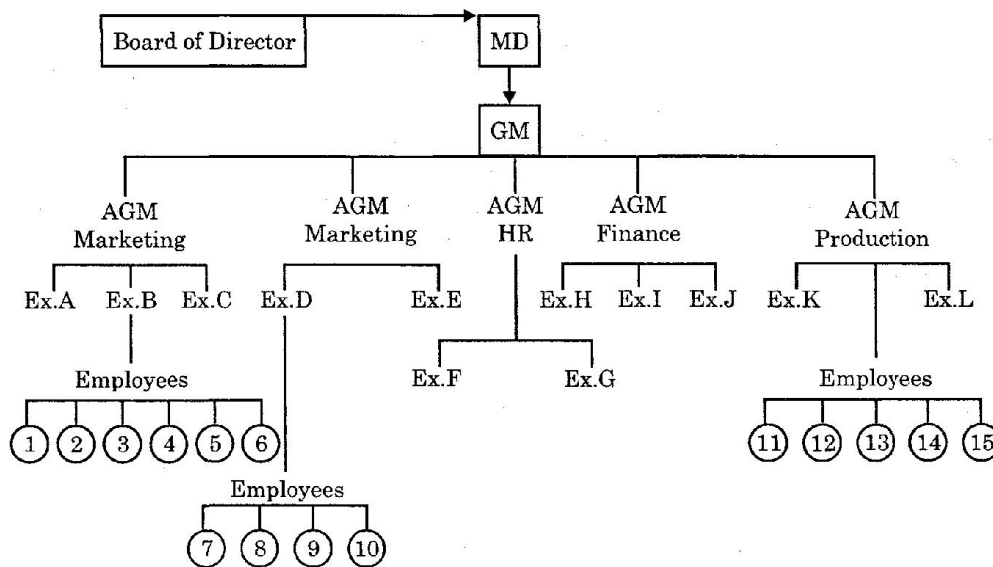 Board of Director
MD
GM
AGM
Marketing
AGM
Marketing
AGM
HR
AGM
Finance
AGM
Production
Ex.A Ex.B Ex.C
Ex.D Ex.E
Ex.H Ex.I Ex.J
Ex.K Ex.L
Ex.F Ex.G
Employees
1 2 3 4 5 6
Employees
11 12 13 14 15
Employees
7 8 9 10